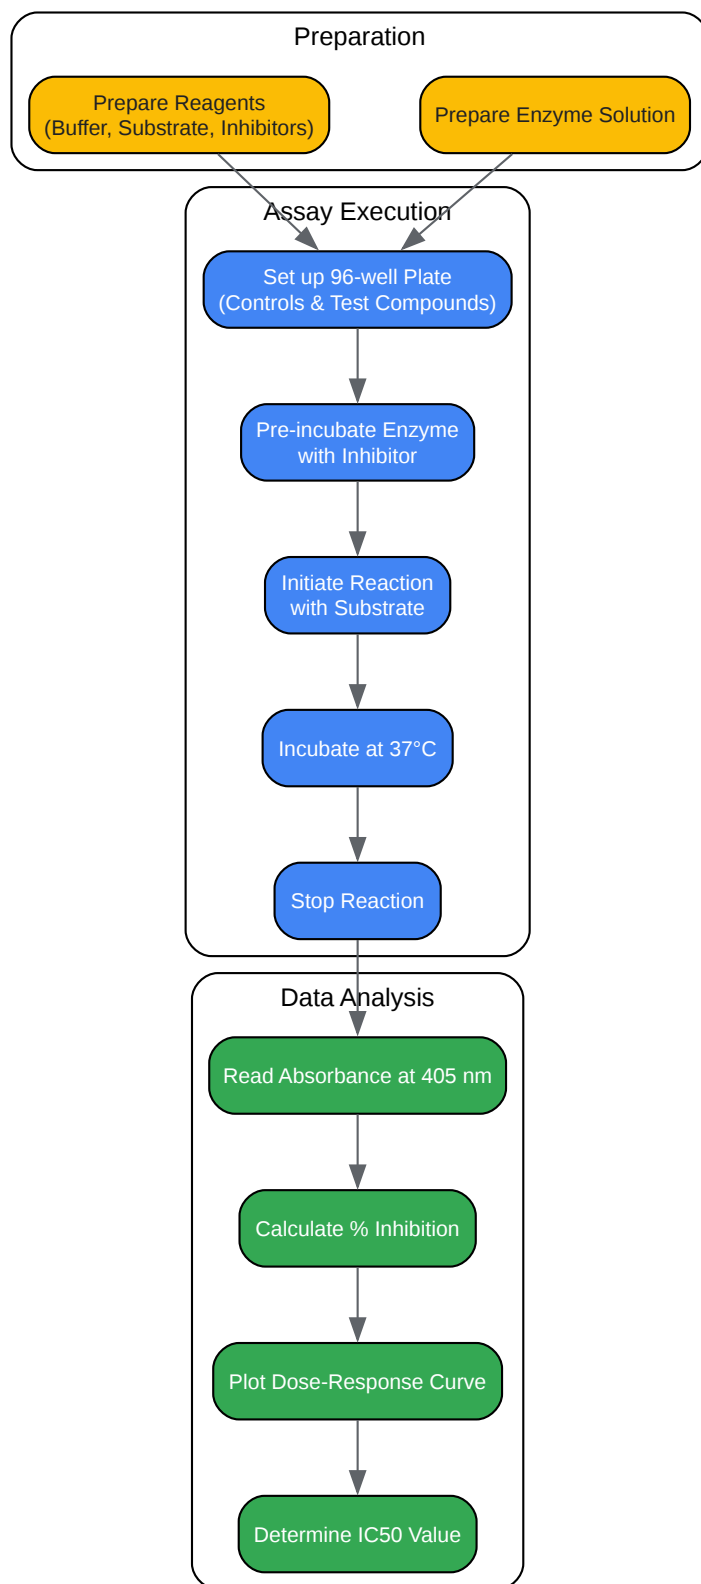 Preparation
Prepare Reagents
(Buffer, Substrate, Inhibitors)
Prepare Enzyme Solution
Assay Execution
Set up 96-well Plate
(Controls & Test Compounds)
Pre-incubate Enzyme
with Inhibitor
Initiate Reaction
with Substrate
Incubate at 37°C
Stop Reaction
Data Analysis
Read Absorbance at 405 nm
Calculate % Inhibition
Plot Dose-Response Curve
Determine IC50 Value